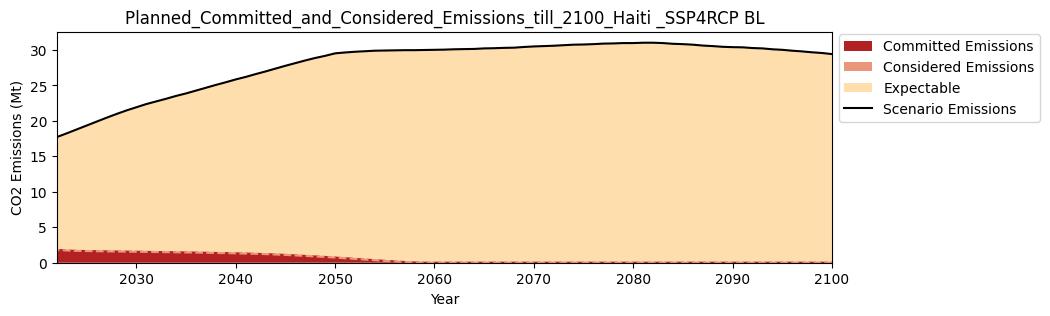 Planned_Committed_and_Considered_Emissions_till_2100_Haiti _SSP4RCP BL
Committed Emissions
Considered Emissions
Expectable
Scenario Emissions
CO2 Emissions (Mt)
30
25
20
15
10
5
0
2030 2040 2050 2060 2070 2080 2090 2100
Year